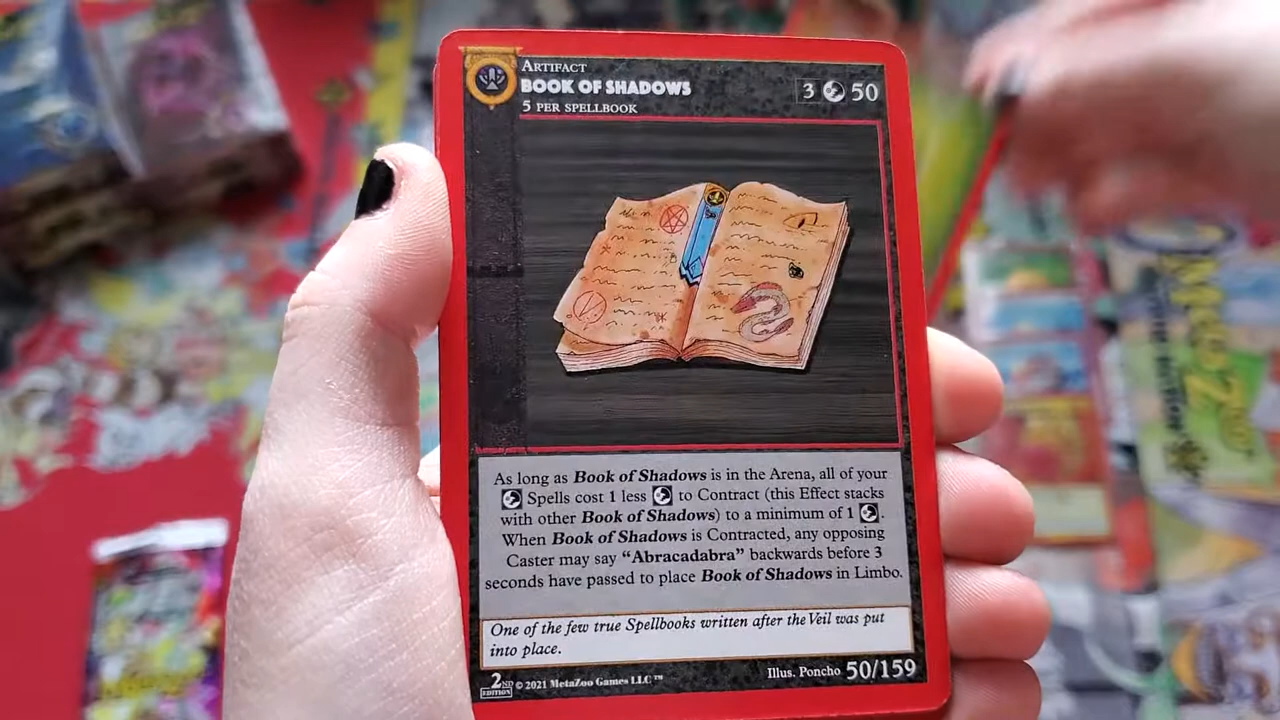 ARTIFACT
BOOK OF SHADOWS
3 50
5 PER SPELLBOOK
As long as Book of Shadows is in the Arena, all of your
Spells cost 1 less to Contract (this Effect stacks
with other Book of Shadows) to a minimum of 1 .
When Book of Shadows is Contracted, any opposing
Caster may say “Abracadabra” backwards before 3
seconds have passed to place Book of Shadows in Limbo.
One of the few true Spellbooks written after the Veil was put
into place.
Illus. Poncho 50/159
2ND EDITION © 2021 MetaZoo Games LLC ™
MetaZoo